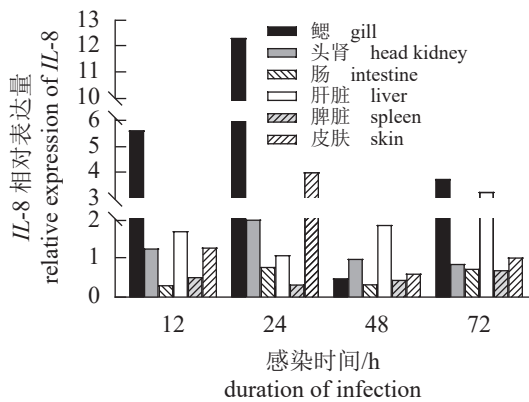 IL-8 相对表达量
relative expression of IL-8
13
12
11
10
6
5
4
3
2
1
0
鳃 gill
头肾 head kidney
肠 intestine
肝脏 liver
脾脏 spleen
皮肤 skin
12 24 48 72
感染时间/h
duration of infection